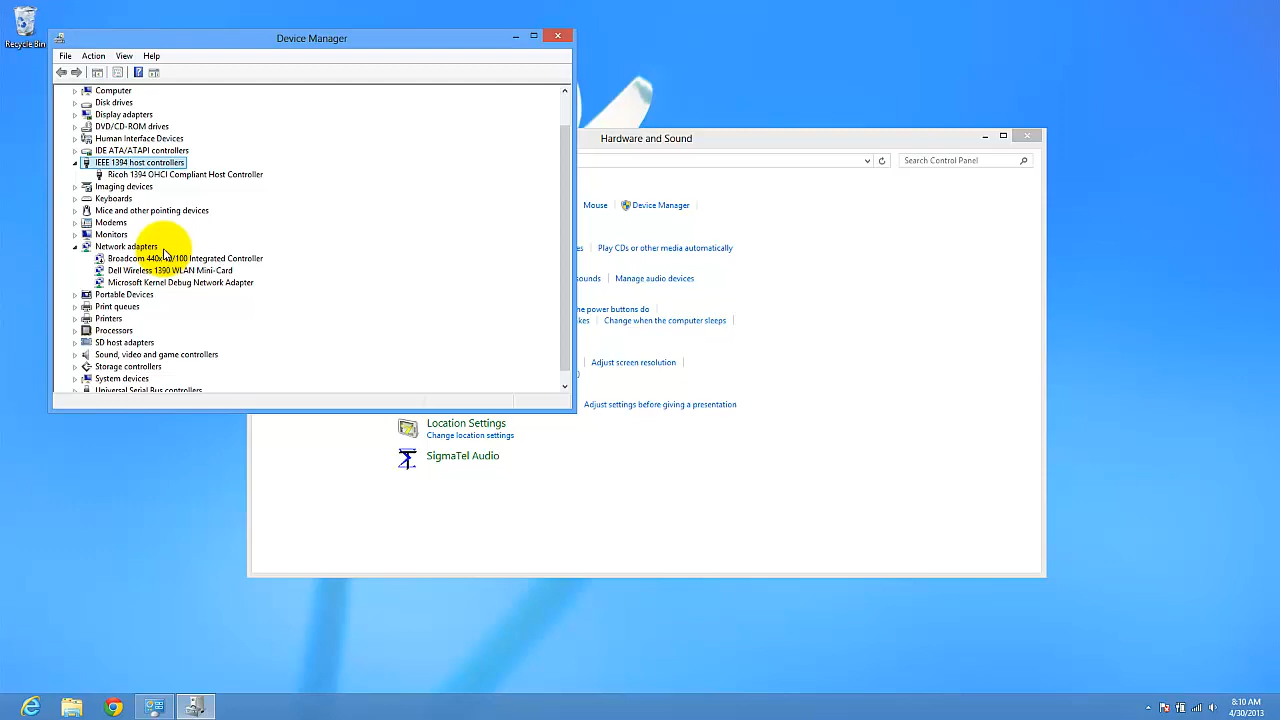 Recycle Bin
Device Manager
File Action View Help
Computer
Disk drives
Display adapters
DVD/CD-ROM drives
Human Interface Devices
IDE ATA/ATAPI controllers
IEEE 1394 host controllers
Ricoh 1394 OHCI Compliant Host Controller
Imaging devices
Keyboards
Mice and other pointing devices
Modems
Monitors
Network adapters
Broadcom 440x 10/100 Integrated Controller
Dell Wireless 1390 WLAN Mini-Card
Microsoft Kernel Debug Network Adapter
Portable Devices
Print queues
Printers
Processors
SD host adapters
Sound, video and game controllers
Storage controllers
System devices
Universal Serial Bus controllers
Hardware and Sound
Search Control Panel
Mouse Device Manager
Play CDs or other media automatically
sounds Manage audio devices
the power buttons do
Change when the computer sleeps
Adjust screen resolution
Adjust settings before giving a presentation
Location Settings
Change location settings
SigmaTel Audio
8:10 AM
4/30/2013